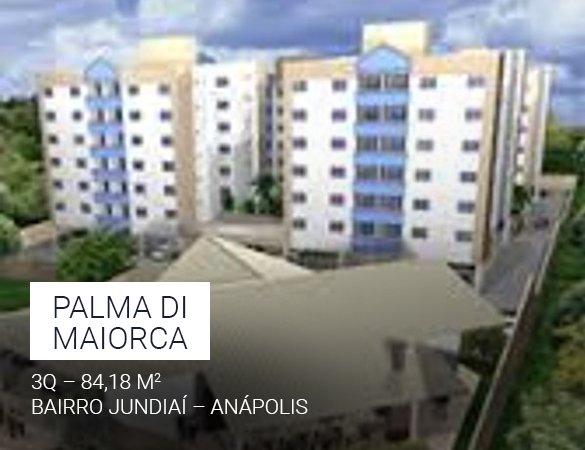 PALMA DI
MAIORCA
3Q – 84,18 M²
BAIRRO JUNDIAÍ – ANÁPOLIS